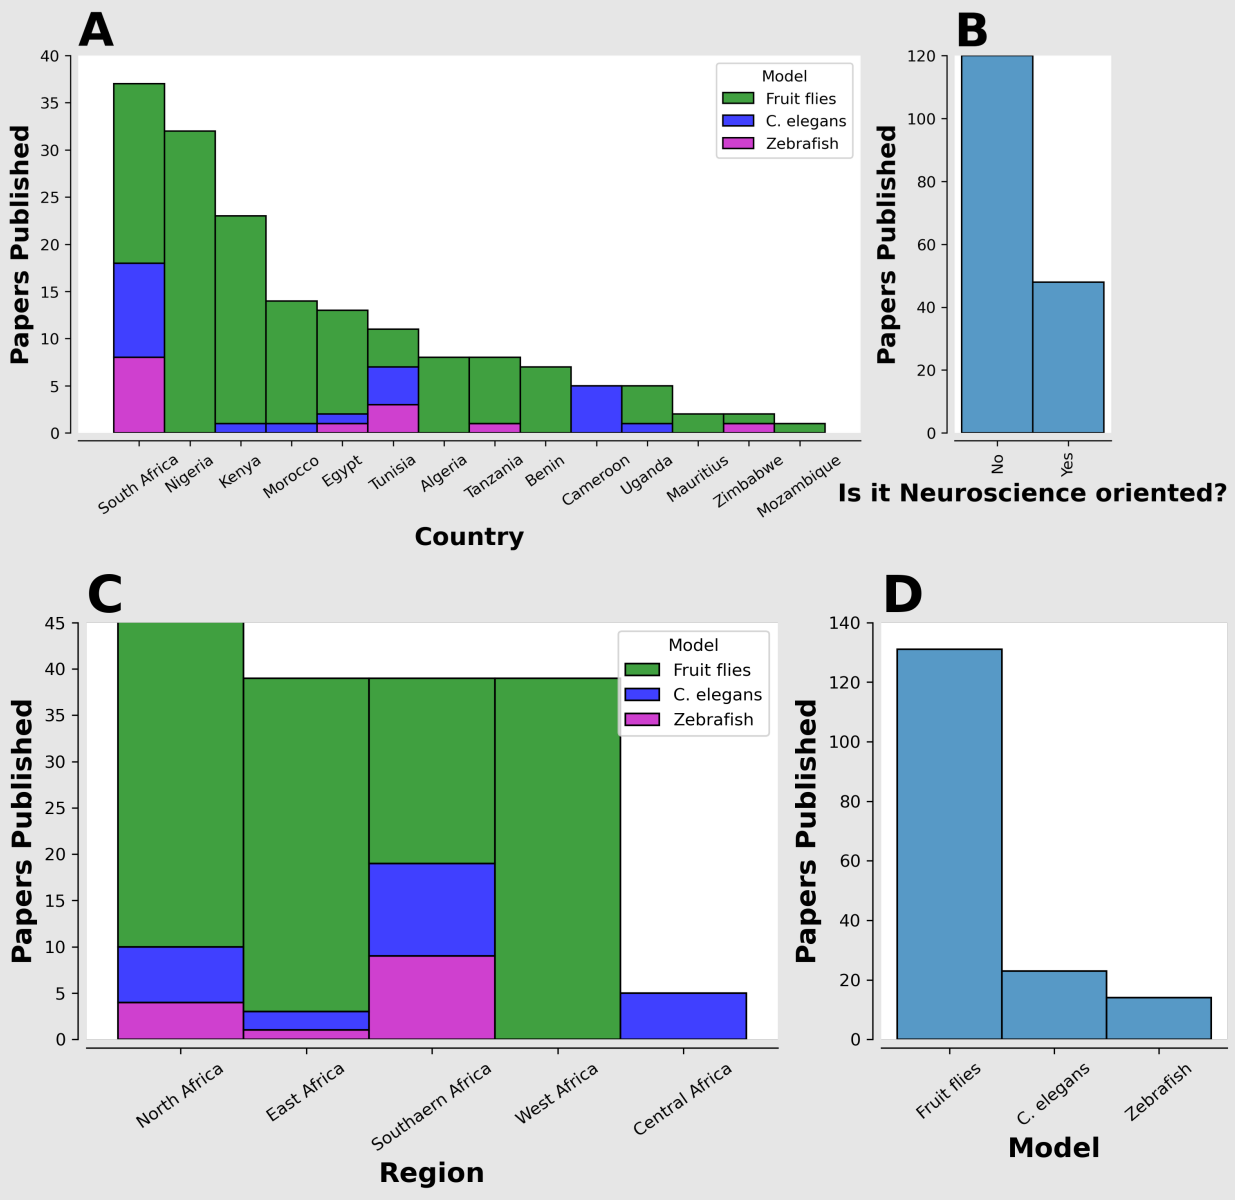 A
Papers Published
40
35
30
25
20
15
10
5
0
Model
Fruit flies
C. elegans
Zebrafish
South Africa
Nigeria
Kenya
Morocco
Egypt
Tunisia
Algeria
Tanzania
Benin
Cameroon
Uganda
Mauritius
Zimbabwe
Mozambique
Country
B
Papers Published
120
100
80
60
40
20
0
No
Yes
Is it Neuroscience oriented?
C
Papers Published
45
40
35
30
25
20
15
10
5
0
Model
Fruit flies
C. elegans
Zebrafish
North Africa
East Africa
Southaern Africa
West Africa
Central Africa
Region
D
Papers Published
140
120
100
80
60
40
20
0
Fruit flies
C. elegans
Zebrafish
Model